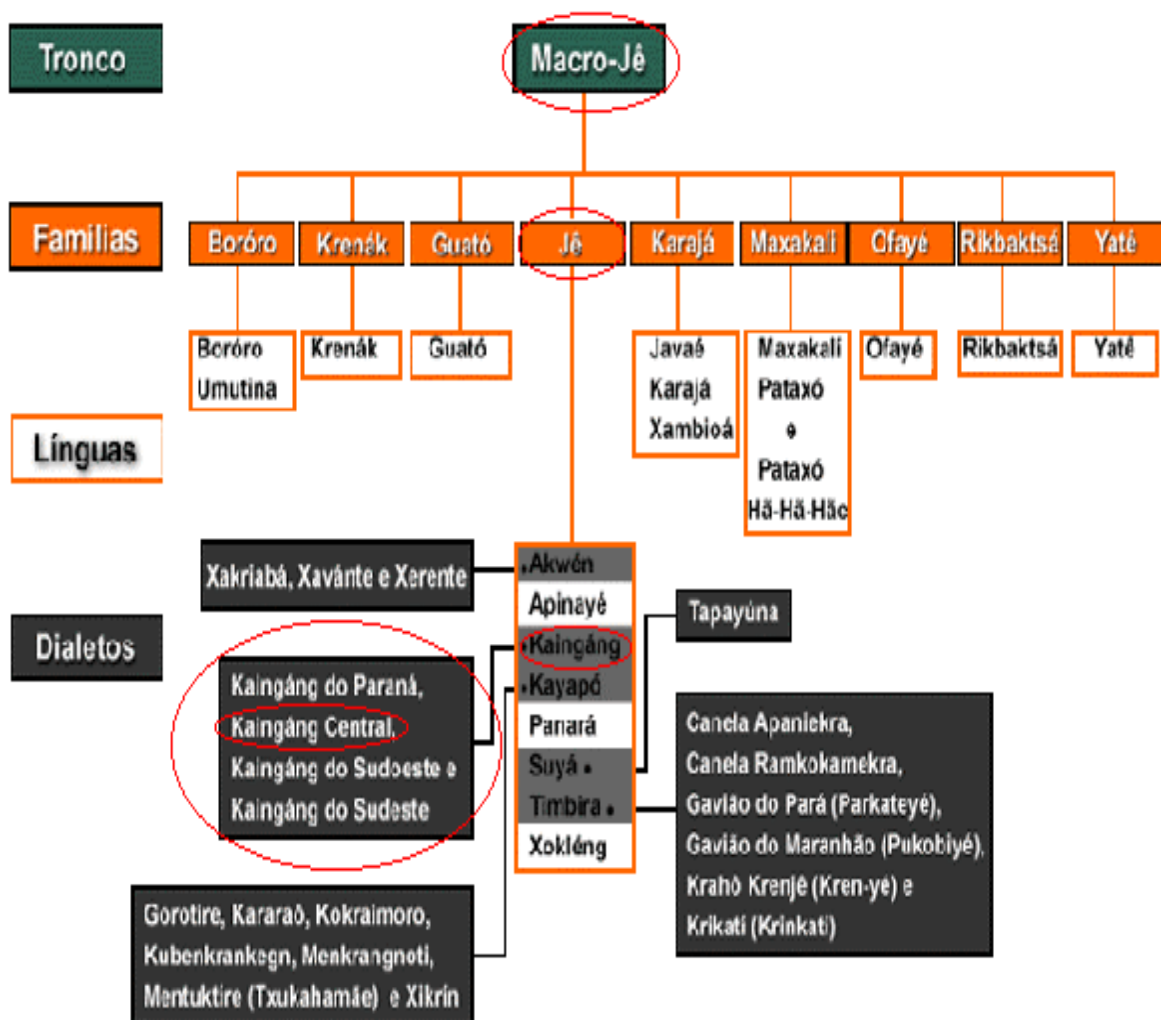 Tronco
Macro-Jê
Famílias
Boróro
Krenák
Guató
Jê
Karajá
Maxakalí
Ofayé
Rikbaktsá
Yatê
Boróro
Umutina
Krenák
Guató
Javaé
Karajá
Xambioá
Maxakalí
Pataxó
e
Pataxó
Hã-Hã-Hãe
Ofayé
Rikbaktsá
Yatê
Línguas
Xakriabá, Xavánte e Xerente
Akwén
Apinayé
Kaingáng
Kayapó
Panará
Suyá
Timbira
Xokléng
Tapayúna
Dialetos
Kaingáng do Paraná,
Kaingáng Central,
Kaingáng do Sudoeste e
Kaingáng do Sudeste
Canela Apaniekra,
Canela Ramkokamekra,
Gavião do Pará (Parkateyé),
Gavião do Maranhão (Pukobiyé),
Krahô Krenjê (Kren-yé) e
Krikatí (Krinkati)
Gorotire, Kararaô, Kokraimoro,
Kubenkrankegn, Menkrangnoti,
Mentuktire (Txukahamãe) e Xikrin